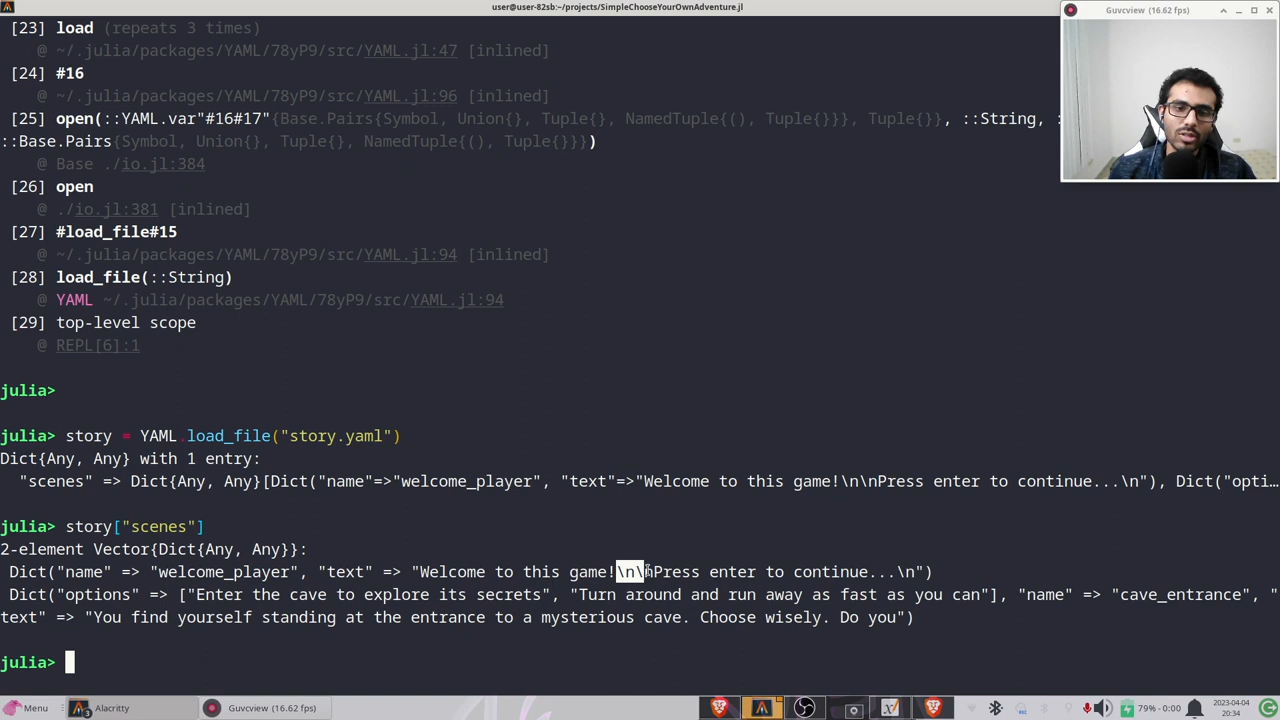 user@user-82sb:~/projects/SimpleChooseYourOwnAdventure.jl
Guvcview (16.62 fps)
[23] load (repeats 3 times)
@ ~/.julia/packages/YAML/78yP9/src/YAML.jl:47 [inlined]
[24] #16
@ ~/.julia/packages/YAML/78yP9/src/YAML.jl:96 [inlined]
[25] open(::YAML.var"#16#17"{Base.Pairs{Symbol, Union{}, Tuple{}, NamedTuple{(), Tuple{}}}, Tuple{}}, ::String, :
::Base.Pairs{Symbol, Union{}, Tuple{}, NamedTuple{(), Tuple{}}})
@ Base ./io.jl:384
[26] open
@ ./io.jl:381 [inlined]
[27] #load_file#15
@ ~/.julia/packages/YAML/78yP9/src/YAML.jl:94 [inlined]
[28] load_file(::String)
@ YAML ~/.julia/packages/YAML/78yP9/src/YAML.jl:94
[29] top-level scope
@ REPL[6]:1
julia>
julia> story = YAML.load_file("story.yaml")
Dict{Any, Any} with 1 entry:
"scenes" => Dict{Any, Any}[Dict("name"=>"welcome_player", "text"=>"Welcome to this game!\n\nPress enter to continue...\n"), Dict("opti…
julia> story["scenes"]
2-element Vector{Dict{Any, Any}}:
Dict("name" => "welcome_player", "text" => "Welcome to this game!\n\nPress enter to continue...\n")
Dict("options" => ["Enter the cave to explore its secrets", "Turn around and run away as fast as you can"], "name" => "cave_entrance", "
text" => "You find yourself standing at the entrance to a mysterious cave. Choose wisely. Do you")
julia>
Menu
3
Alacritty
Guvcview (16.62 fps)
79% - 0:00
2023-04-04
20:34